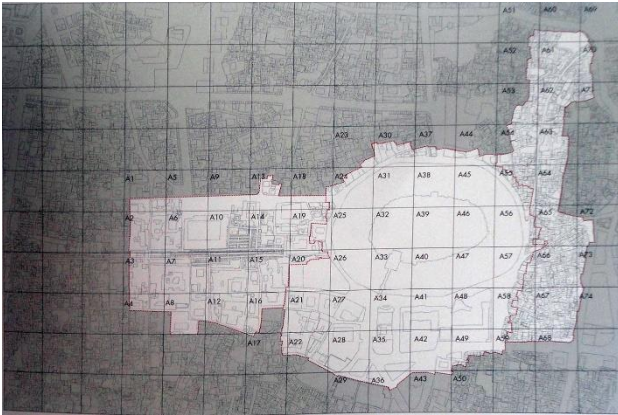 A51 A60 A69
A52 A61 A70
A53 A62 A71
A23 A30 A37 A44 A54 A63
A1 A5 A9 A13 A18 A24 A31 A38 A45 A55 A64
A2 A6 A10 A14 A19 A25 A32 A39 A46 A56 A65 A72
A3 A7 A11 A15 A20 A26 A33 A40 A47 A57 A66 A73
A4 A8 A12 A16 A21 A27 A34 A41 A48 A58 A67 A74
A17 A22 A28 A35 A42 A49 A59 A68
A29 A36 A43 A50